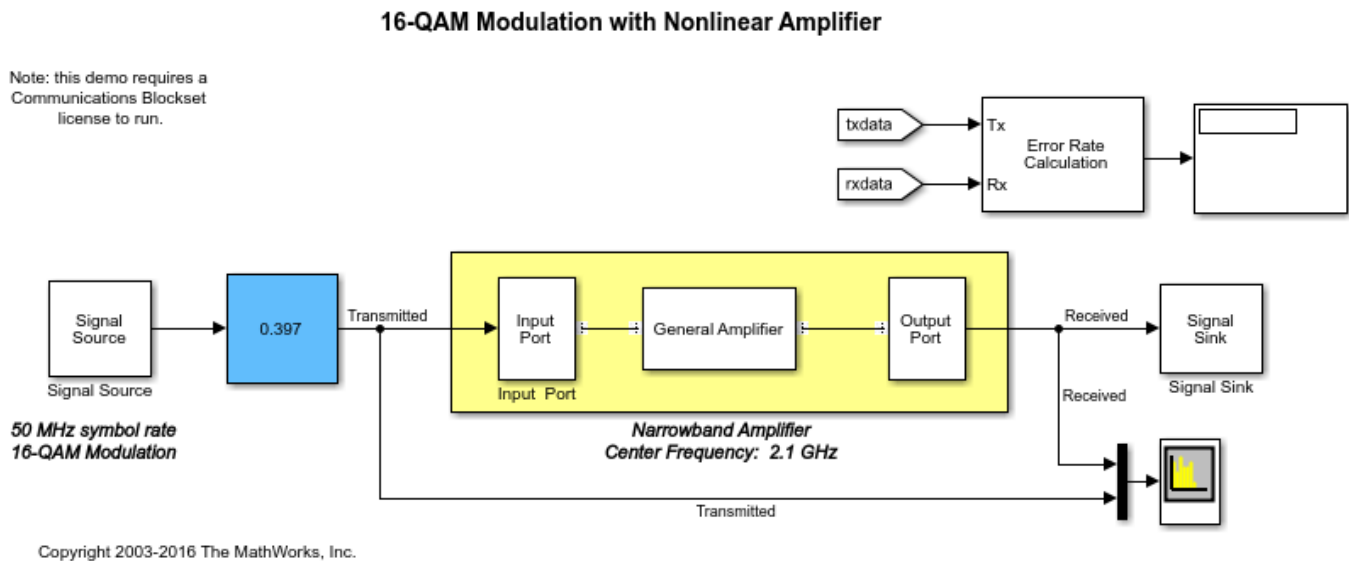 16-QAM Modulation with Nonlinear Amplifier
Note: this demo requires a
Communications Blockset
license to run.
txdata
rxdata
Tx
Rx
Error Rate
Calculation
Signal
Source
Signal Source
0.397
Transmitted
Input
Port
Input Port
General Amplifier
Output
Port
Received
Signal
Sink
Signal Sink
Received
50 MHz symbol rate
16-QAM Modulation
Narrowband Amplifier
Center Frequency: 2.1 GHz
Transmitted
Copyright 2003-2016 The MathWorks, Inc.